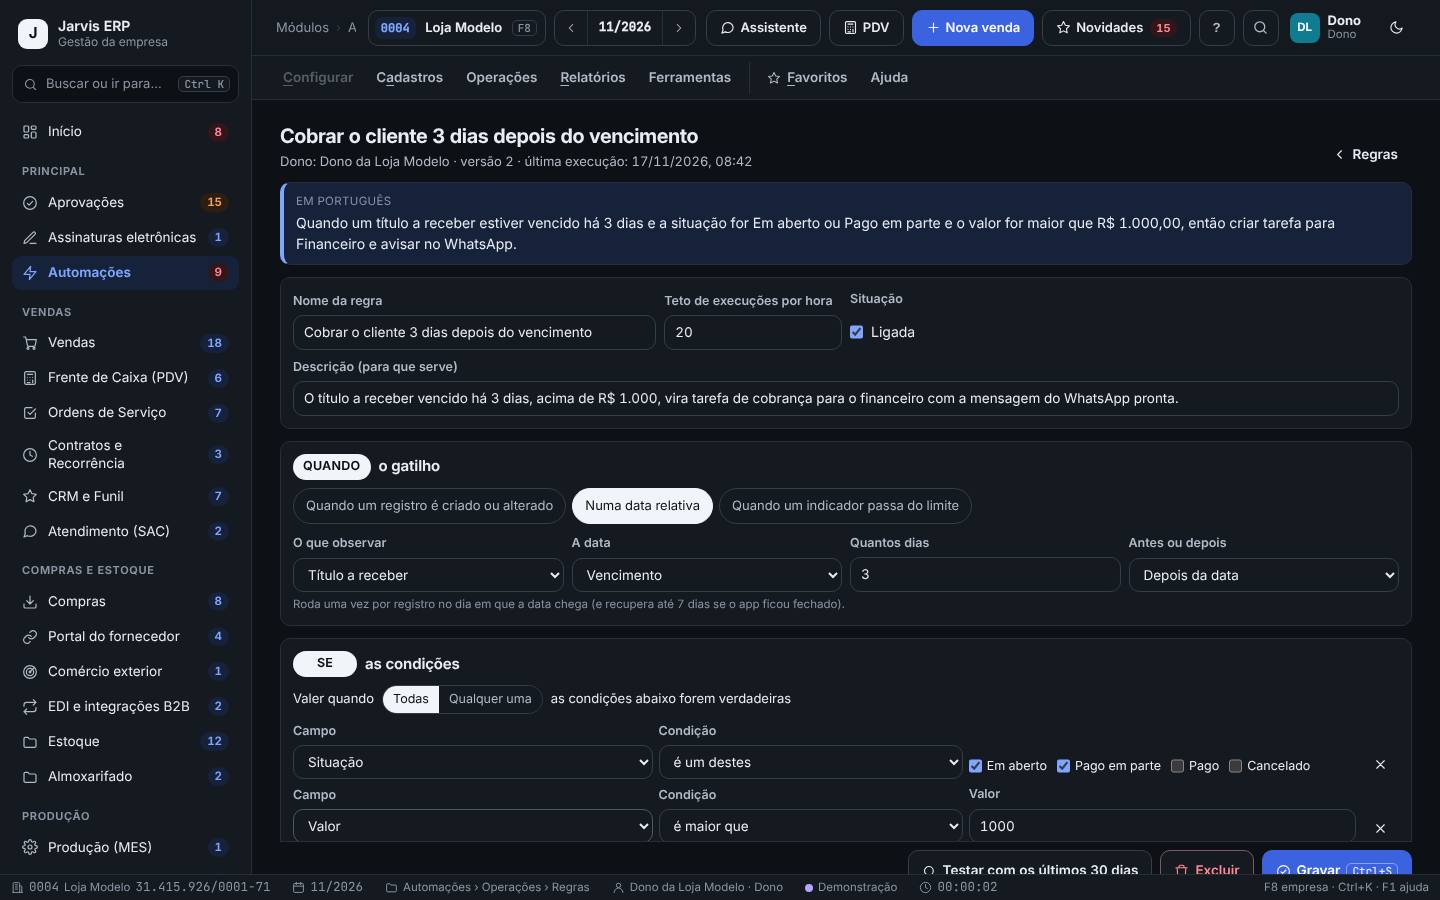 J
Jarvis ERP
Gestão da empresa
Buscar ou ir para... Ctrl K
Início 8
PRINCIPAL
Aprovações 15
Assinaturas eletrônicas 1
Automações 9
VENDAS
Vendas 18
Frente de Caixa (PDV) 6
Ordens de Serviço 7
Contratos e
Recorrência 3
CRM e Funil 7
Atendimento (SAC) 2
COMPRAS E ESTOQUE
Compras 8
Portal do fornecedor 4
Comércio exterior 1
EDI e integrações B2B 2
Estoque 12
Almoxarifado 2
PRODUÇÃO
Produção (MES) 1
Módulos › A
0004 Loja Modelo F8
11/2026
Assistente
PDV
Nova venda
Novidades 15
?
DL
Dono
Dono
Configurar Cadastros Operações Relatórios Ferramentas Favoritos Ajuda
Cobrar o cliente 3 dias depois do vencimento
Dono: Dono da Loja Modelo · versão 2 · última execução: 17/11/2026, 08:42
Regras
EM PORTUGUÊS
Quando um título a receber estiver vencido há 3 dias e a situação for Em aberto ou Pago em parte e o valor for maior que R$ 1.000,00, então criar tarefa para
Financeiro e avisar no WhatsApp.
Nome da regra Teto de execuções por hora Situação
Cobrar o cliente 3 dias depois do vencimento 20 Ligada
Descrição (para que serve)
O título a receber vencido há 3 dias, acima de R$ 1.000, vira tarefa de cobrança para o financeiro com a mensagem do WhatsApp pronta.
QUANDO o gatilho
Quando um registro é criado ou alterado Numa data relativa Quando um indicador passa do limite
O que observar A data Quantos dias Antes ou depois
Título a receber Vencimento 3 Depois da data
Roda uma vez por registro no dia em que a data chega (e recupera até 7 dias se o app ficou fechado).
SE as condições
Valer quando Todas Qualquer uma as condições abaixo forem verdadeiras
Campo Condição
Situação é um destes Em aberto Pago em parte Pago Cancelado
Campo Condição Valor
Valor é maior que 1000
Testar com os últimos 30 dias Excluir Gravar Ctrl+S
0004 Loja Modelo 31.415.926/0001-71 11/2026 Automações › Operações › Regras Dono da Loja Modelo · Dono Demonstração 00:00:02 F8 empresa · Ctrl+K · F1 ajuda